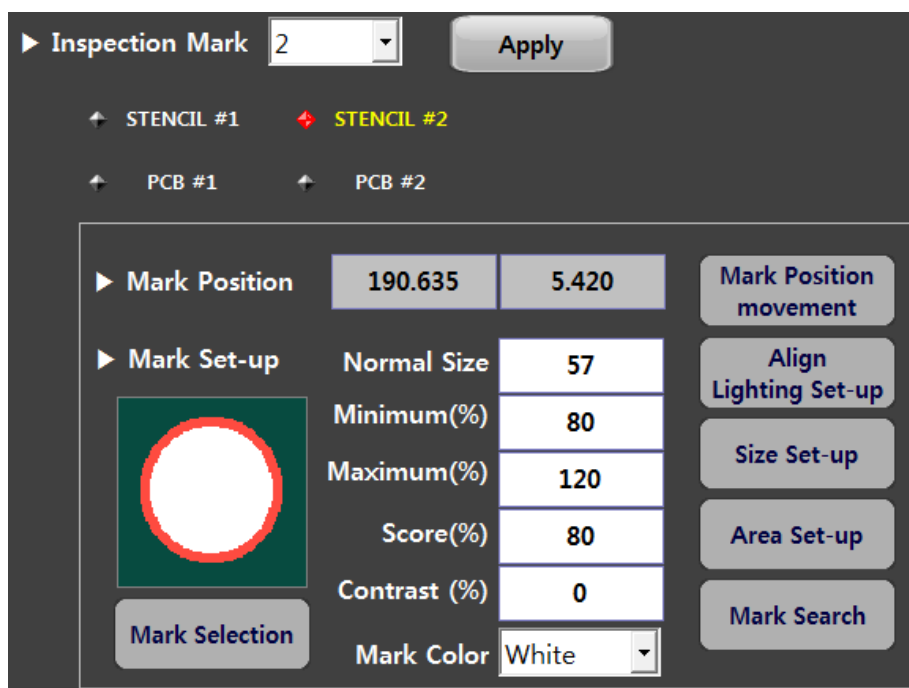 ▶ Inspection Mark 2 Apply
STENCIL #1 STENCIL #2
PCB #1 PCB #2
▶ Mark Position 190.635 5.420 Mark Position
movement
▶ Mark Set-up Normal Size 57 Align
Lighting Set-up
Minimum(%) 80
Maximum(%) 120 Size Set-up
Score(%) 80 Area Set-up
Contrast (%) 0 Mark Search
Mark Selection Mark Color White